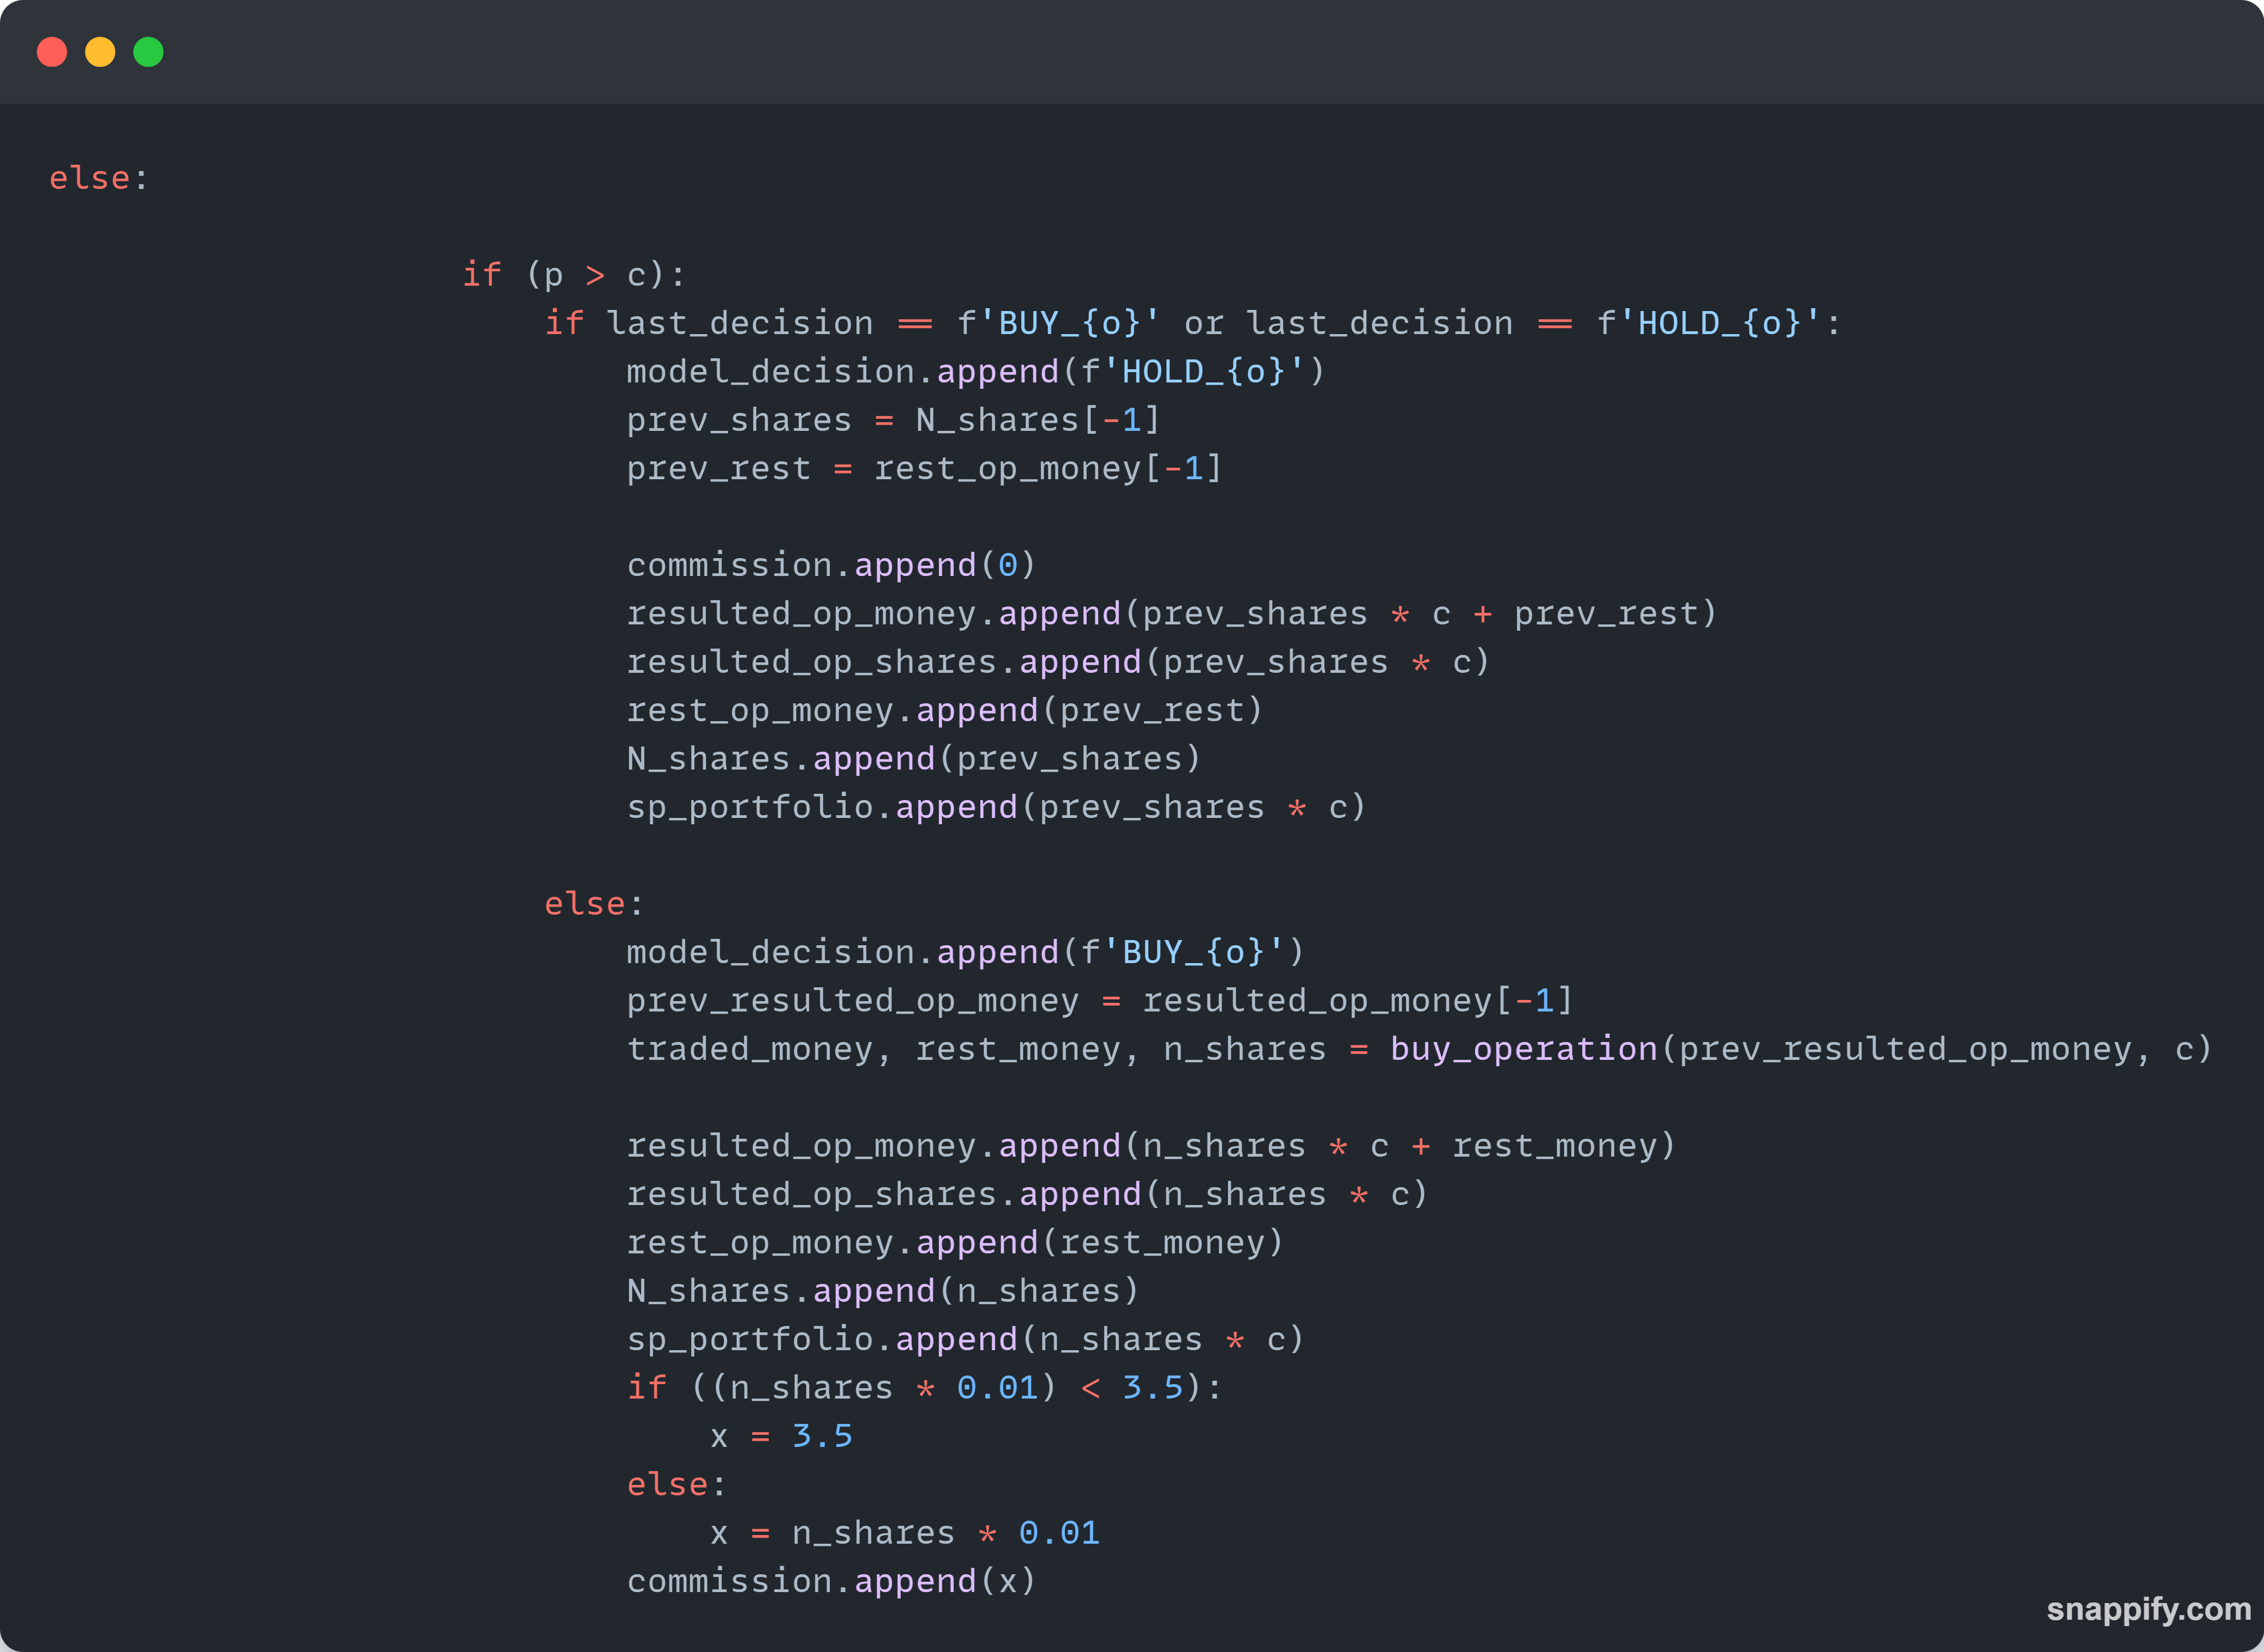 else:
if (p > c):
if last_decision == f'BUY_{o}' or last_decision == f'HOLD_{o}':
model_decision.append(f'HOLD_{o}')
prev_shares = N_shares[-1]
prev_rest = rest_op_money[-1]
commission.append(0)
resulted_op_money.append(prev_shares * c + prev_rest)
resulted_op_shares.append(prev_shares * c)
rest_op_money.append(prev_rest)
N_shares.append(prev_shares)
sp_portfolio.append(prev_shares * c)
else:
model_decision.append(f'BUY_{o}')
prev_resulted_op_money = resulted_op_money[-1]
traded_money, rest_money, n_shares = buy_operation(prev_resulted_op_money, c)
resulted_op_money.append(n_shares * c + rest_money)
resulted_op_shares.append(n_shares * c)
rest_op_money.append(rest_money)
N_shares.append(n_shares)
sp_portfolio.append(n_shares * c)
if ((n_shares * 0.01) < 3.5):
x = 3.5
else:
x = n_shares * 0.01
commission.append(x)
snappify.com